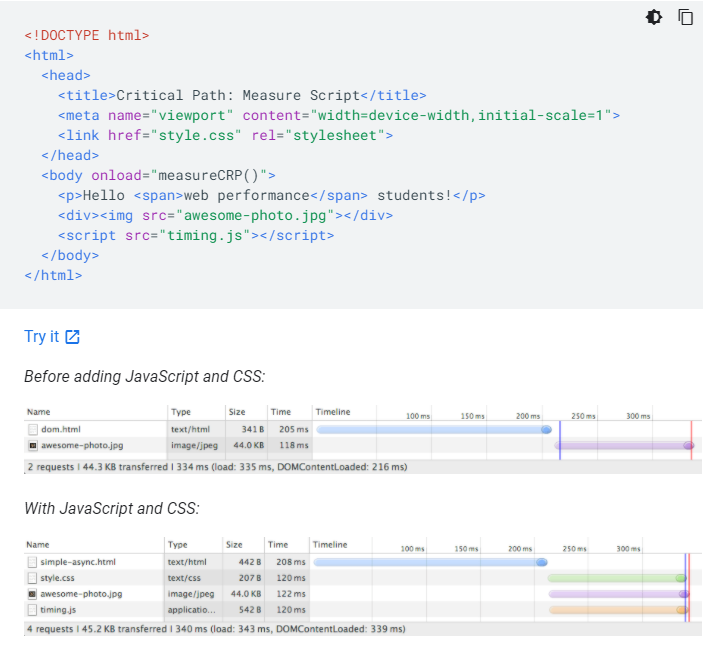 <!DOCTYPE html>
<html>
  <head>
    <title>Critical Path: Measure Script</title>
    <meta name="viewport" content="width=device-width,initial-scale=1">
    <link href="style.css" rel="stylesheet">
  </head>
  <body onload="measureCRP()">
    <p>Hello <span>web performance</span> students!</p>
    <div><img src="awesome-photo.jpg"></div>
    <script src="timing.js"></script>
  </body>
</html>
Try it
Before adding JavaScript and CSS:
Name Type Size Time Timeline 100 ms 150 ms 200 ms 250 ms 300 ms
dom.html text/html 341 B 205 ms
awesome-photo.jpg image/jpeg 44.0 KB 118 ms
2 requests | 44.3 KB transferred | 334 ms (load: 335 ms, DOMContentLoaded: 216 ms)
With JavaScript and CSS:
Name Type Size Time Timeline 100 ms 150 ms 200 ms 250 ms 300 ms
simple-async.html text/html 442 B 208 ms
style.css text/css 207 B 120 ms
awesome-photo.jpg image/jpeg 44.0 KB 122 ms
timing.js applicatio... 542 B 120 ms
4 requests | 45.2 KB transferred | 340 ms (load: 343 ms, DOMContentLoaded: 339 ms)